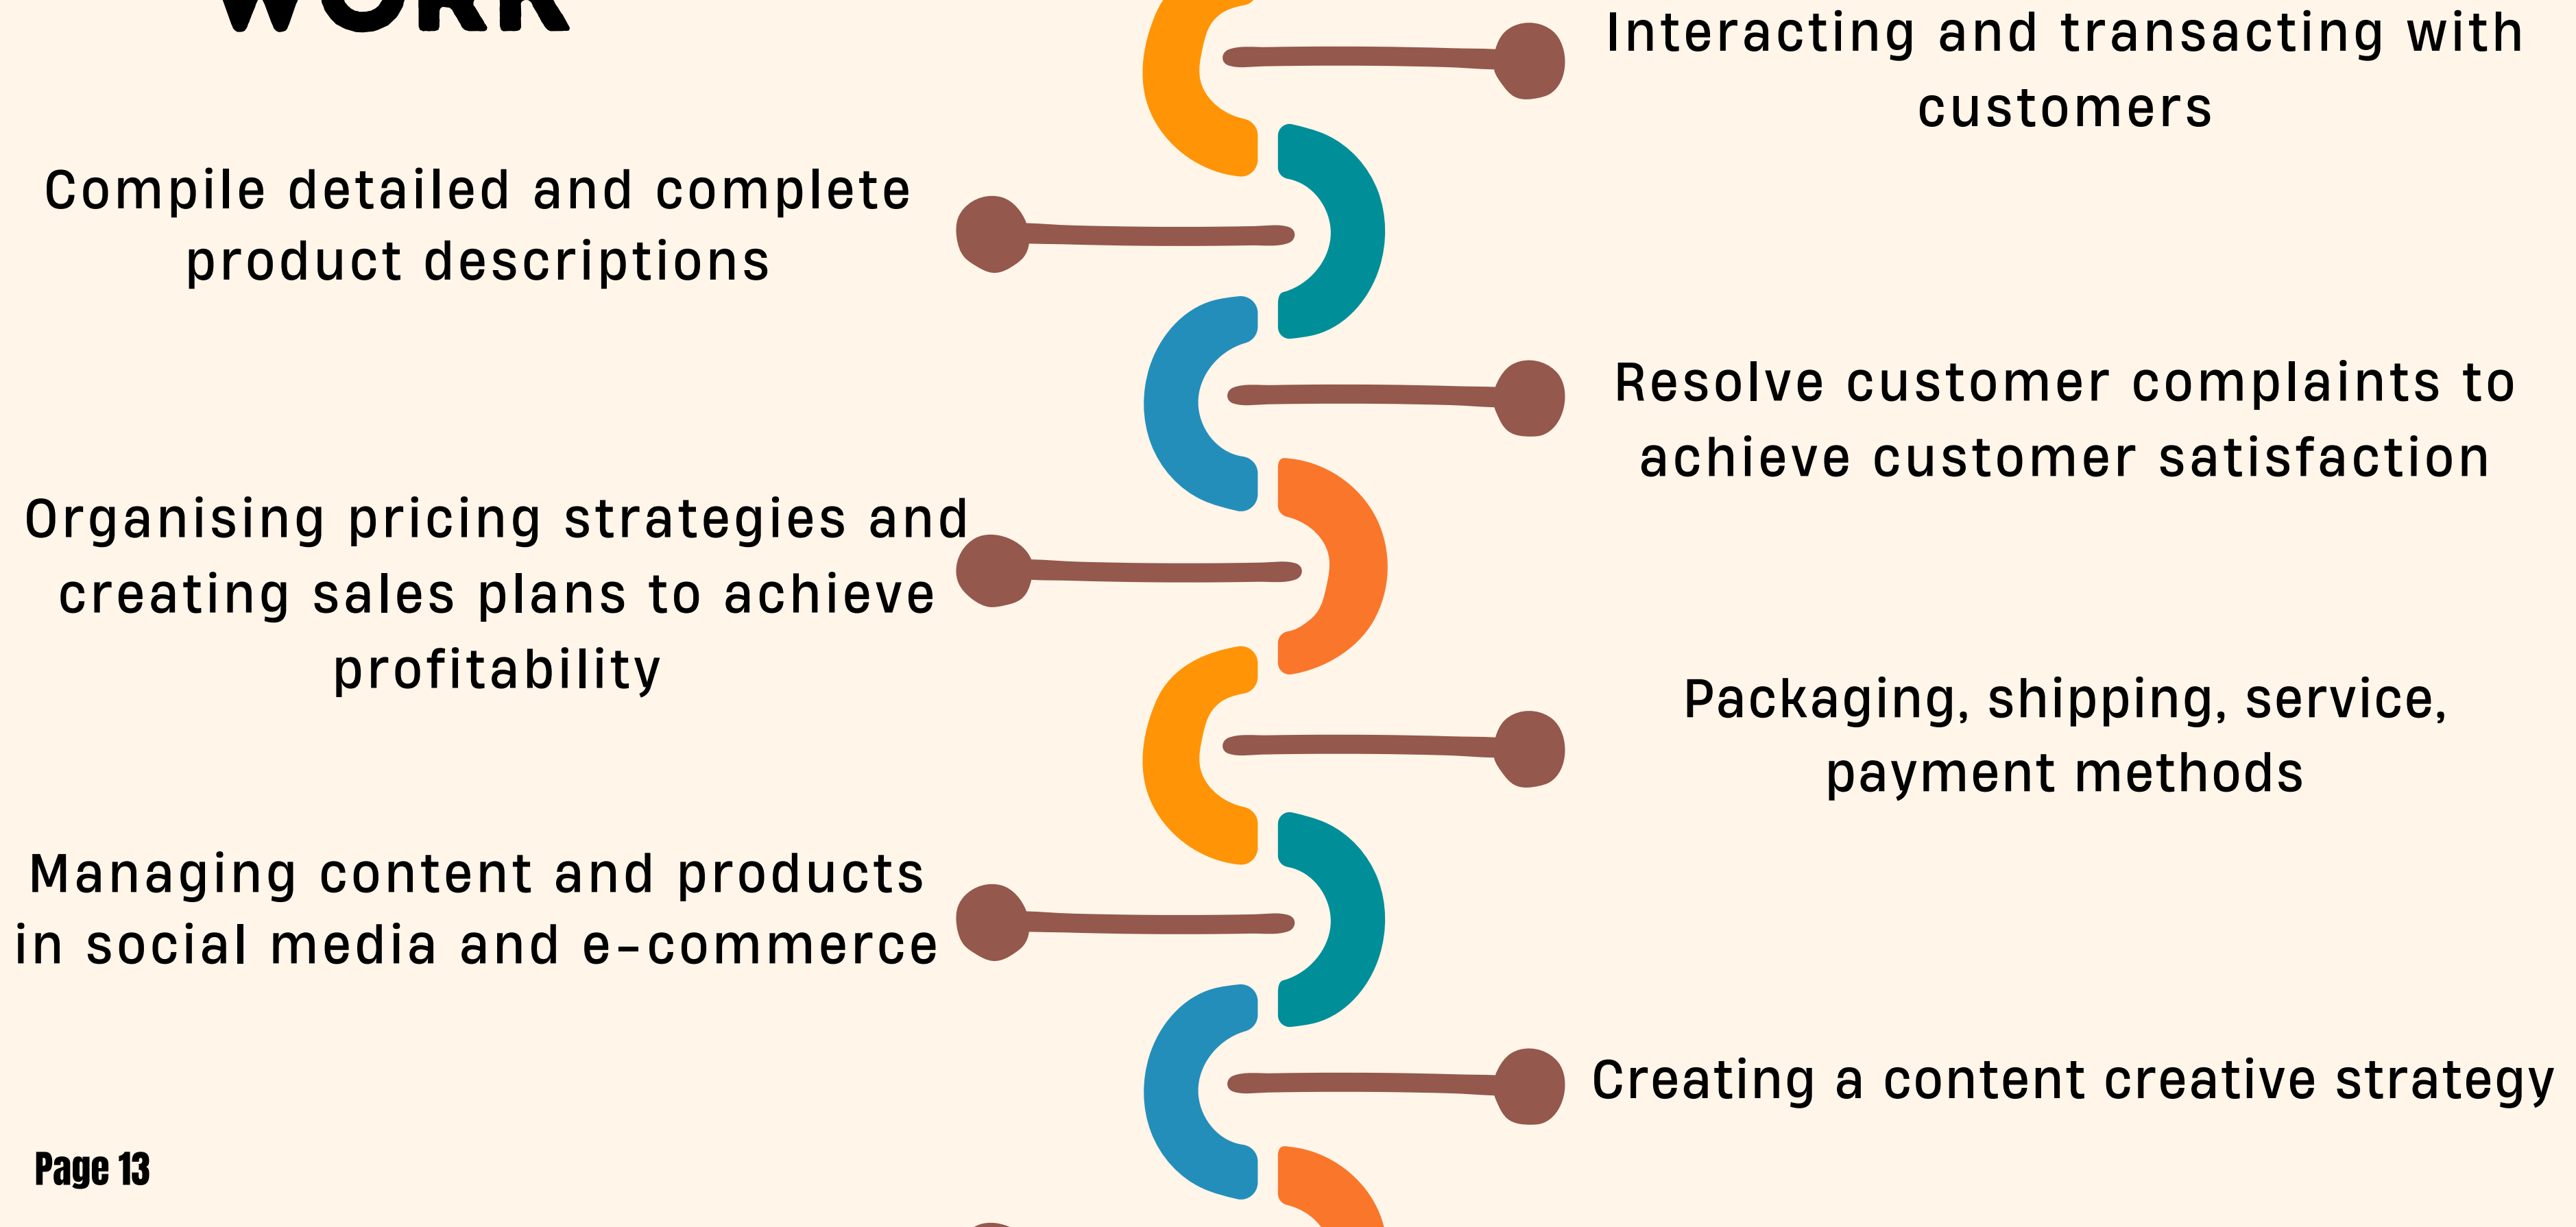 WORK
Interacting and transacting with
customers
Compile detailed and complete
product descriptions
Resolve customer complaints to
achieve customer satisfaction
Organising pricing strategies and
creating sales plans to achieve
profitability
Packaging, shipping, service,
payment methods
Managing content and products
in social media and e-commerce
Creating a content creative strategy
Page 13